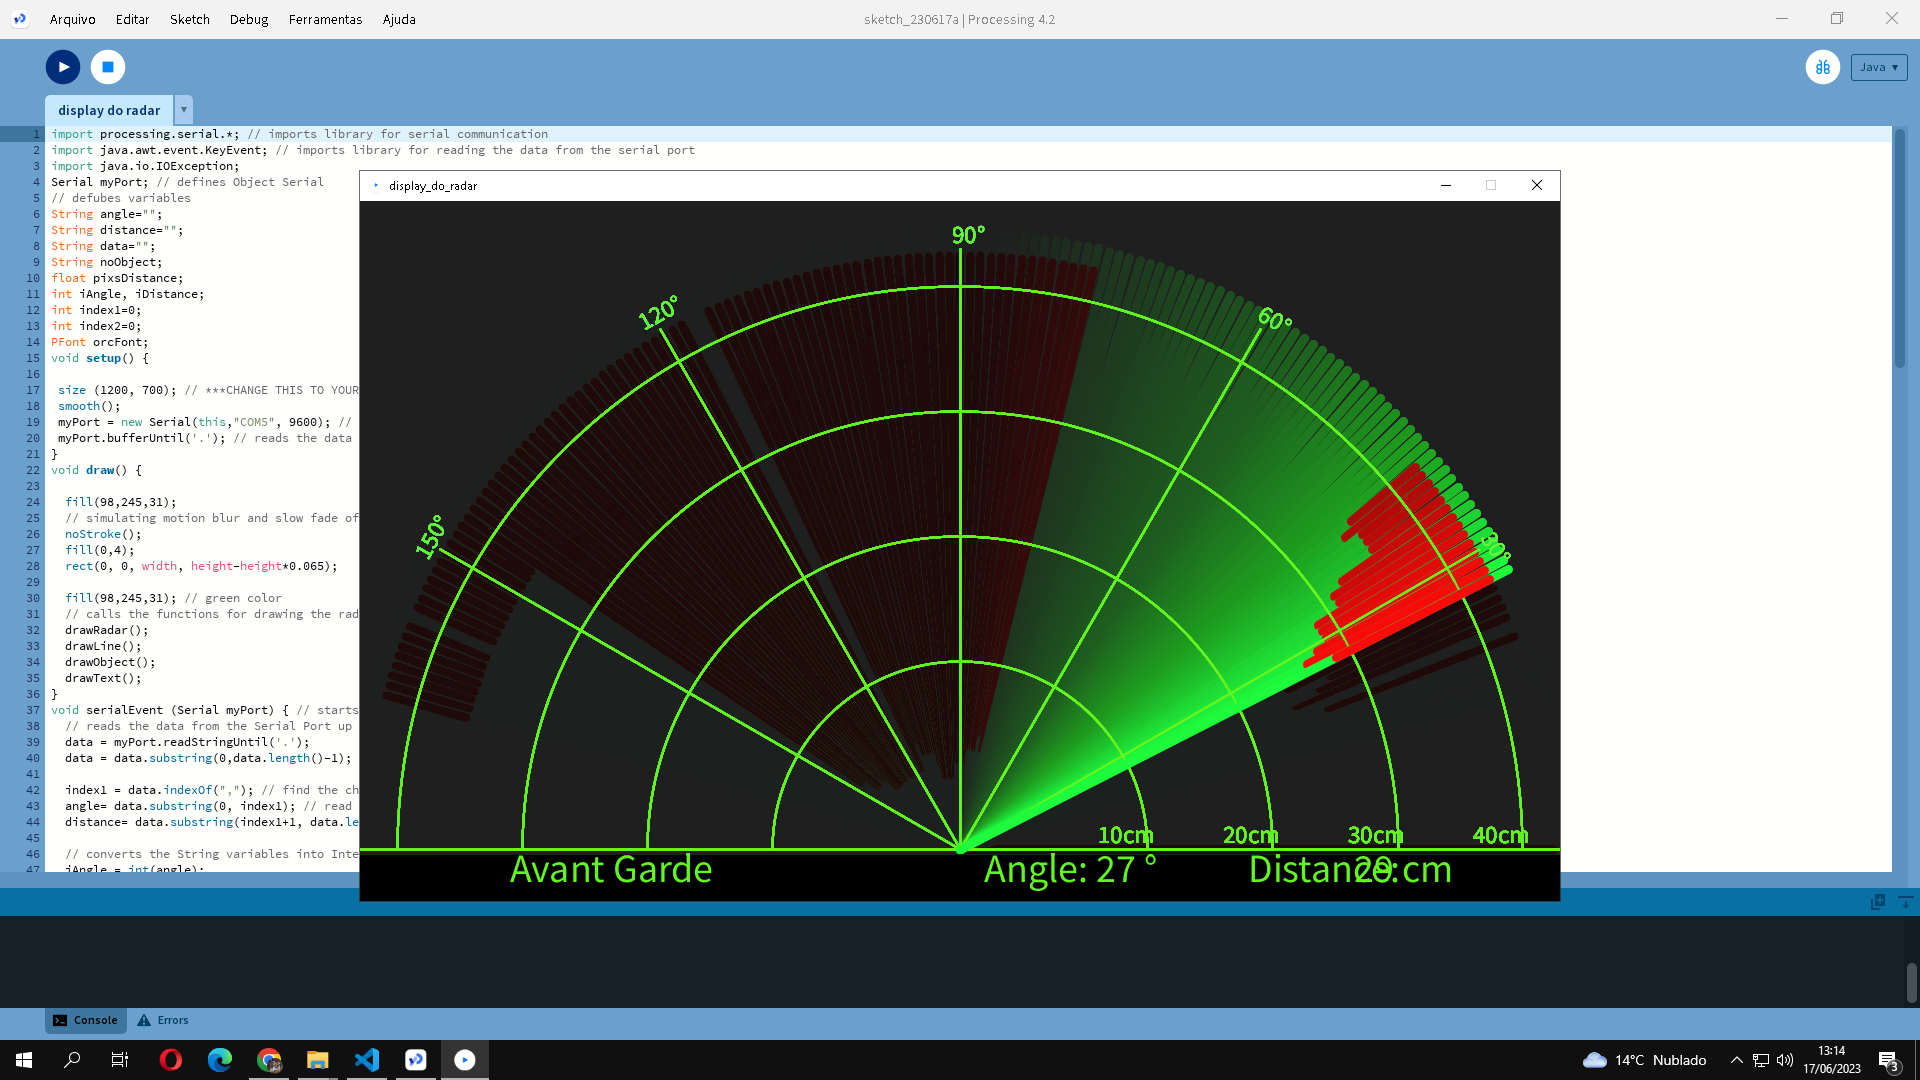 Arquivo Editar Sketch Debug Ferramentas Ajuda
sketch_230617a | Processing 4.2
Java ▾
display do radar ▾
1 import processing.serial.*; // imports library for serial communication
2 import java.awt.event.KeyEvent; // imports library for reading the data from the serial port
3 import java.io.IOException;
4 Serial myPort; // defines Object Serial
5 // defubes variables
6 String angle="";
7 String distance="";
8 String data="";
9 String noObject;
10 float pixsDistance;
11 int iAngle, iDistance;
12 int index1=0;
13 int index2=0;
14 PFont orcFont;
15 void setup() {
16
17 size (1200, 700); // ***CHANGE THIS TO YOUR
18 smooth();
19 myPort = new Serial(this,"COM5", 9600); //
20 myPort.bufferUntil('.'); // reads the data
21 }
22 void draw() {
23
24 fill(98,245,31);
25 // simulating motion blur and slow fade of
26 noStroke();
27 fill(0,4);
28 rect(0, 0, width, height-height*0.065);
29
30 fill(98,245,31); // green color
31 // calls the functions for drawing the rad
32 drawRadar();
33 drawLine();
34 drawObject();
35 drawText();
36 }
37 void serialEvent (Serial myPort) { // starts
38 // reads the data from the Serial Port up
39 data = myPort.readStringUntil('.');
40 data = data.substring(0,data.length()-1);
41
42 index1 = data.indexOf(","); // find the ch
43 angle= data.substring(0, index1); // read
44 distance= data.substring(index1+1, data.le
45
46 // converts the String variables into Inte
47 iAngle = int(angle);
display_do_radar
90°
120°
60°
150°
30°
10cm 20cm 30cm 40cm
Avant Garde Angle: 27 ° Distance: 29 cm
Console Errors
14°C Nublado
13:14
17/06/2023
3